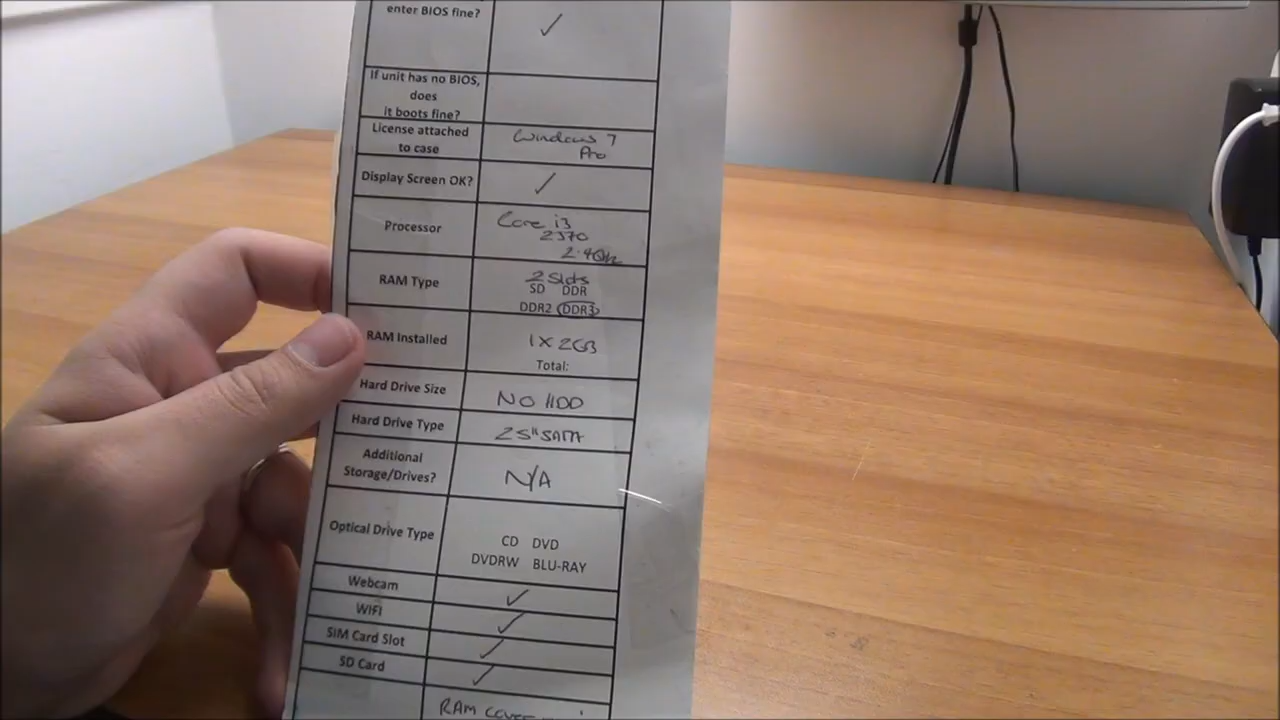 enter BIOS fine?
If unit has no BIOS,
does
it boots fine?
License attached
to case
Windows 7
Pro
Display Screen OK?
Processor
Core i3
2370
2.4Ghz
RAM Type
2 Slots
SD DDR
DDR2 DDR3
RAM Installed
1 X 2GB
Total:
Hard Drive Size
NO HDD
Hard Drive Type
2.5" SATA
Additional
Storage/Drives?
N/A
Optical Drive Type
CD DVD
DVDRW BLU-RAY
Webcam
WIFI
SIM Card Slot
SD Card
RAM cover